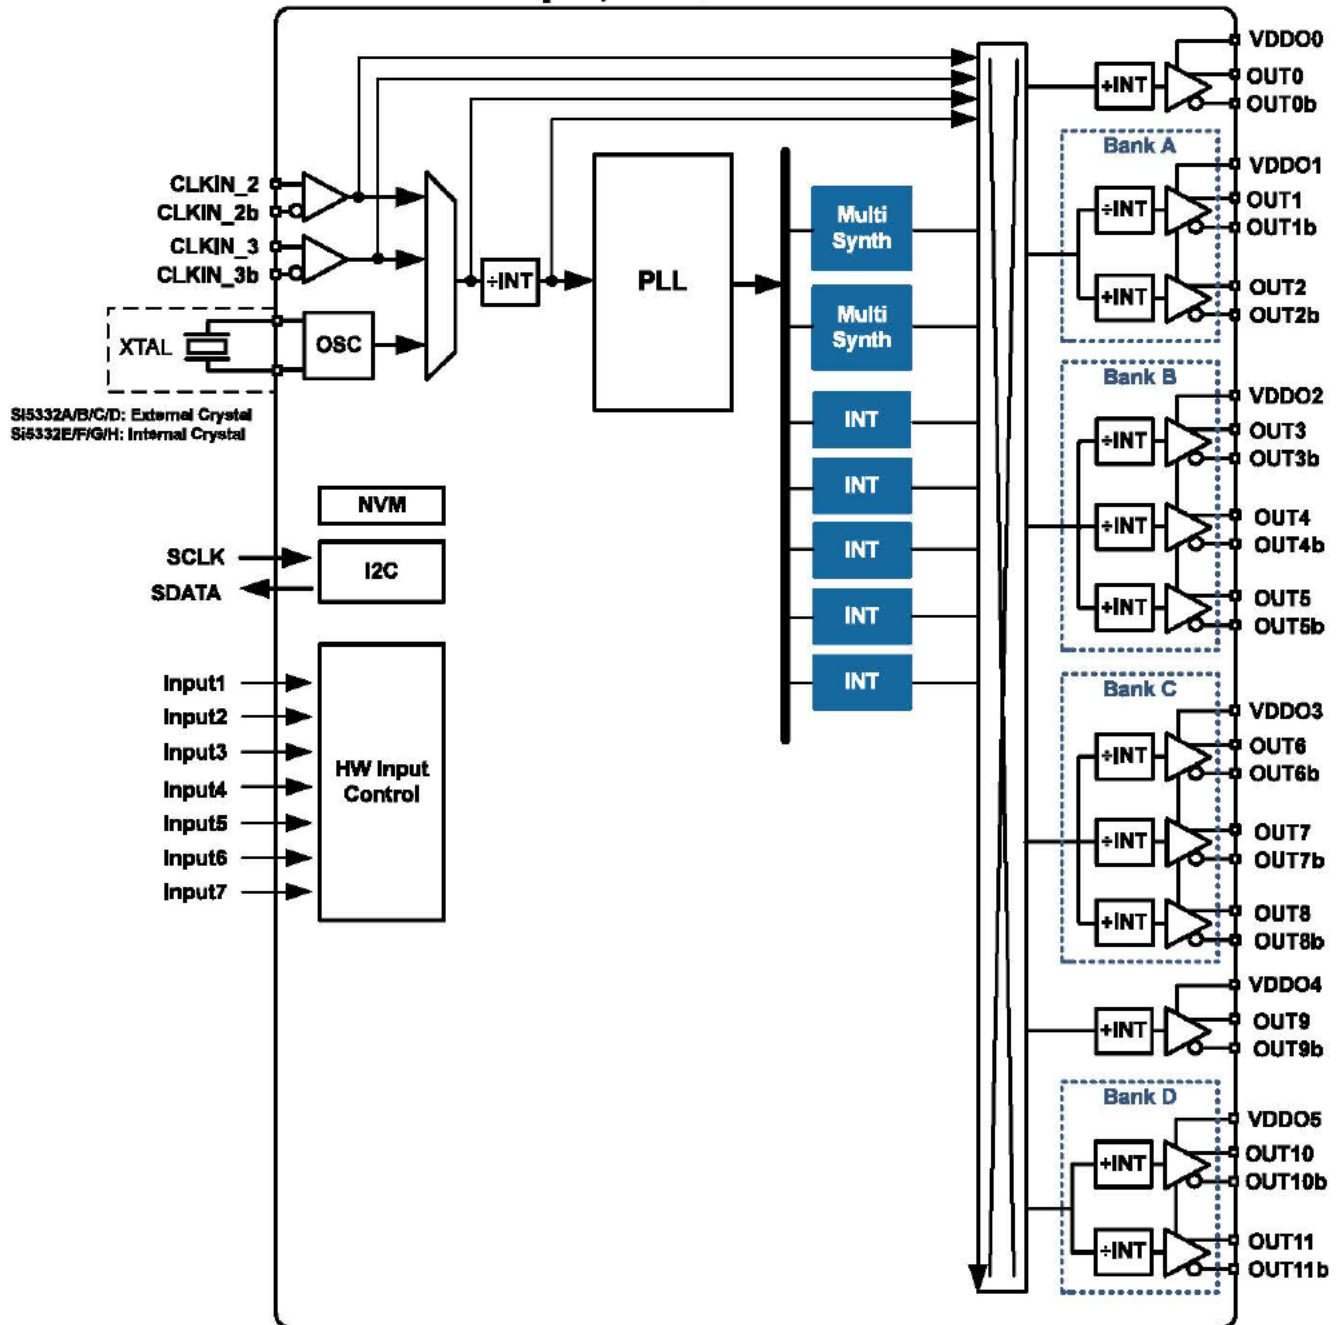 VDDO0
OUT0
÷INT
OUT0b
Bank A
VDDO1
CLKIN_2
OUT1
CLKIN_2b
÷INT
OUT1b
CLKIN_3
CLKIN_3b
Multi
Synth
PLL
÷INT
OUT2
÷INT
OUT2b
Multi
Synth
XTAL
OSC
Bank B
VDDO2
Si5332A/B/C/D: External Crystal
Si5332E/F/G/H: Internal Crystal
INT
÷INT
OUT3
OUT3b
NVM
INT
OUT4
÷INT
OUT4b
SCLK
SDATA
I2C
INT
OUT5
÷INT
OUT5b
INT
Input1
Input2
Input3
Input4
Input5
Input6
Input7
HW Input
Control
INT
Bank C
VDDO3
OUT6
÷INT
OUT6b
OUT7
÷INT
OUT7b
OUT8
÷INT
OUT8b
VDDO4
OUT9
÷INT
OUT9b
Bank D
VDDO5
OUT10
÷INT
OUT10b
OUT11
÷INT
OUT11b